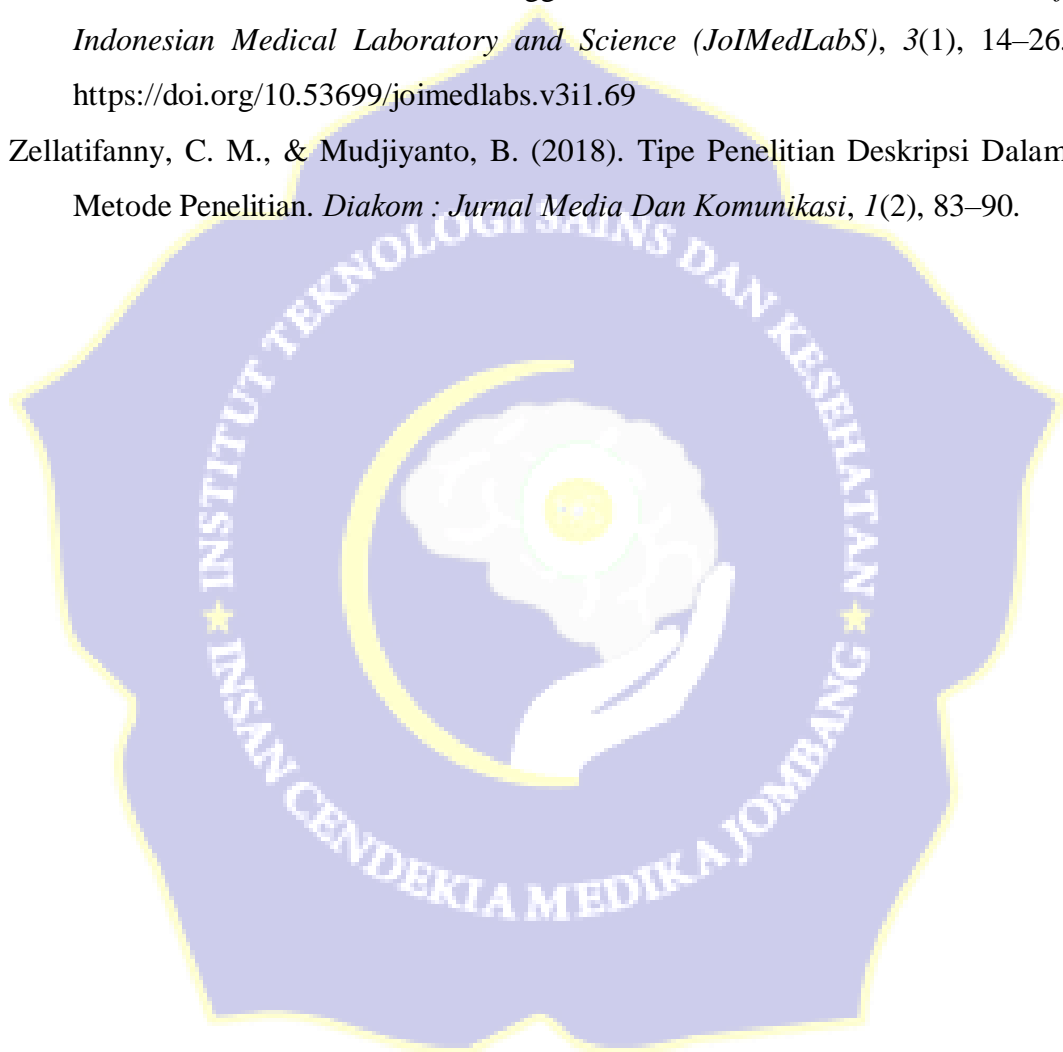 Indonesian Medical Laboratory and Science (JoIMedLabS), 3(1), 14–26.
https://doi.org/10.53699/joimedlabs.v3i1.69
Zellatifanny, C. M., & Mudjiyanto, B. (2018). Tipe Penelitian Deskripsi Dalam
Metode Penelitian. Diakom : Jurnal Media Dan Komunikasi, 1(2), 83–90.
INSTITUT TEKNOLOGI SAINS DAN KESEHATAN
INSAN CENDEKIA MEDIKA JOMBANG